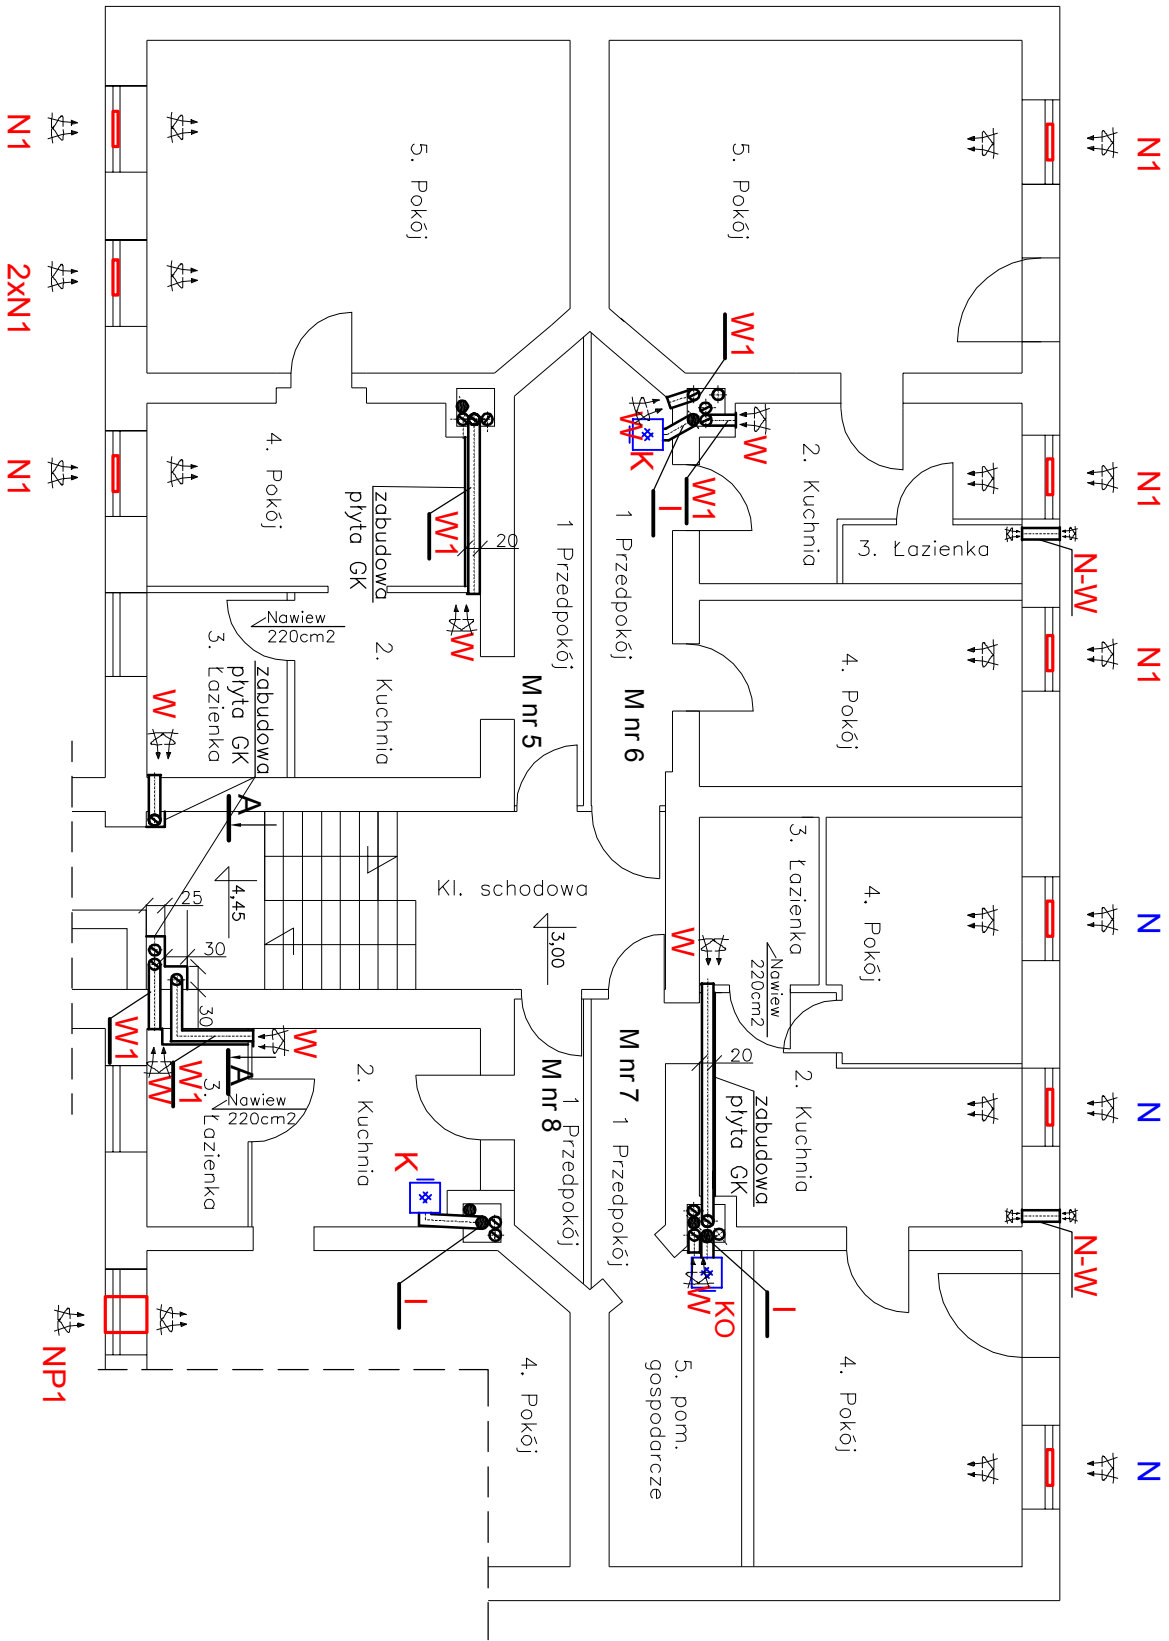 N1
2xN1
N1
N1
N1
N1
N
N
N
N-W
N-W
NP1
5. Pokój
5. Pokój
W1
W
K
I
W1
W
2. Kuchnia
3. Łazienka
1 Przedpokój
M nr 6
4. Pokój
4. Pokój
zabudowa
płyta GK
W1
20
W
1 Przedpokój
M nr 5
Nawiew
220cm2
2. Kuchnia
3. Łazienka
zabudowa
płyta GK
W
A
4,45
25
30
30
Kl. schodowa
3,00
W1
W
W1
W
A
3. Łazienka
Nawiew
220cm2
2. Kuchnia
K
I
M nr 8
1 Przedpokój
4. Pokój
M nr 7
1 Przedpokój
W
3. Łazienka
4. Pokój
Nawiew
220cm2
20
zabudowa
płyta GK
2. Kuchnia
W
KO
I
5. pom.
gospodarcze
4. Pokój